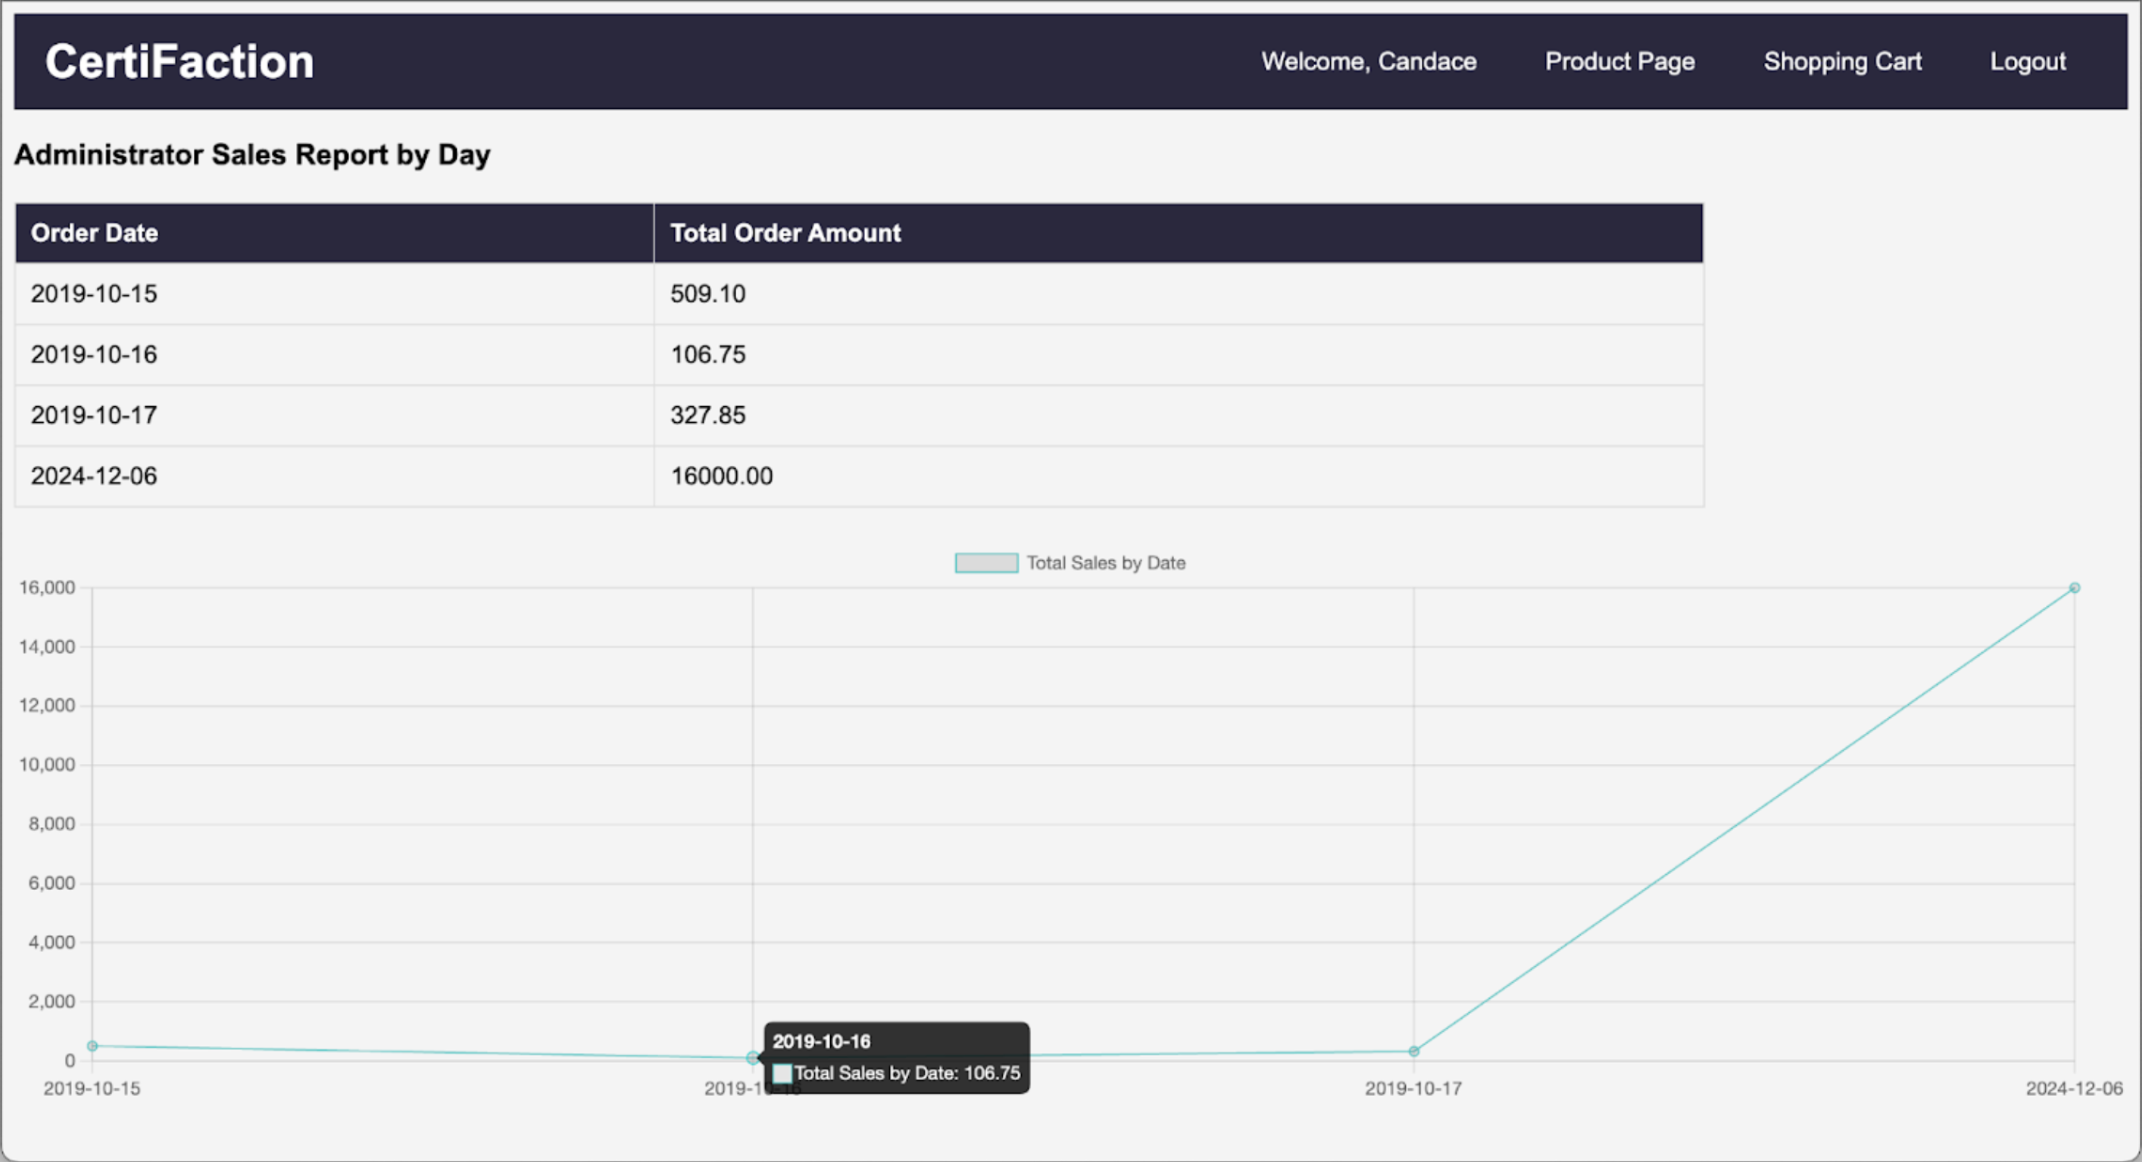 CertiFaction
Welcome, Candace Product Page Shopping Cart Logout
Administrator Sales Report by Day
Order Date Total Order Amount
2019-10-15 509.10
2019-10-16 106.75
2019-10-17 327.85
2024-12-06 16000.00
Total Sales by Date
16,000
14,000
12,000
10,000
8,000
6,000
4,000
2,000
0
2019-10-16
Total Sales by Date: 106.75
2019-10-15 2019-10-16 2019-10-17 2024-12-06